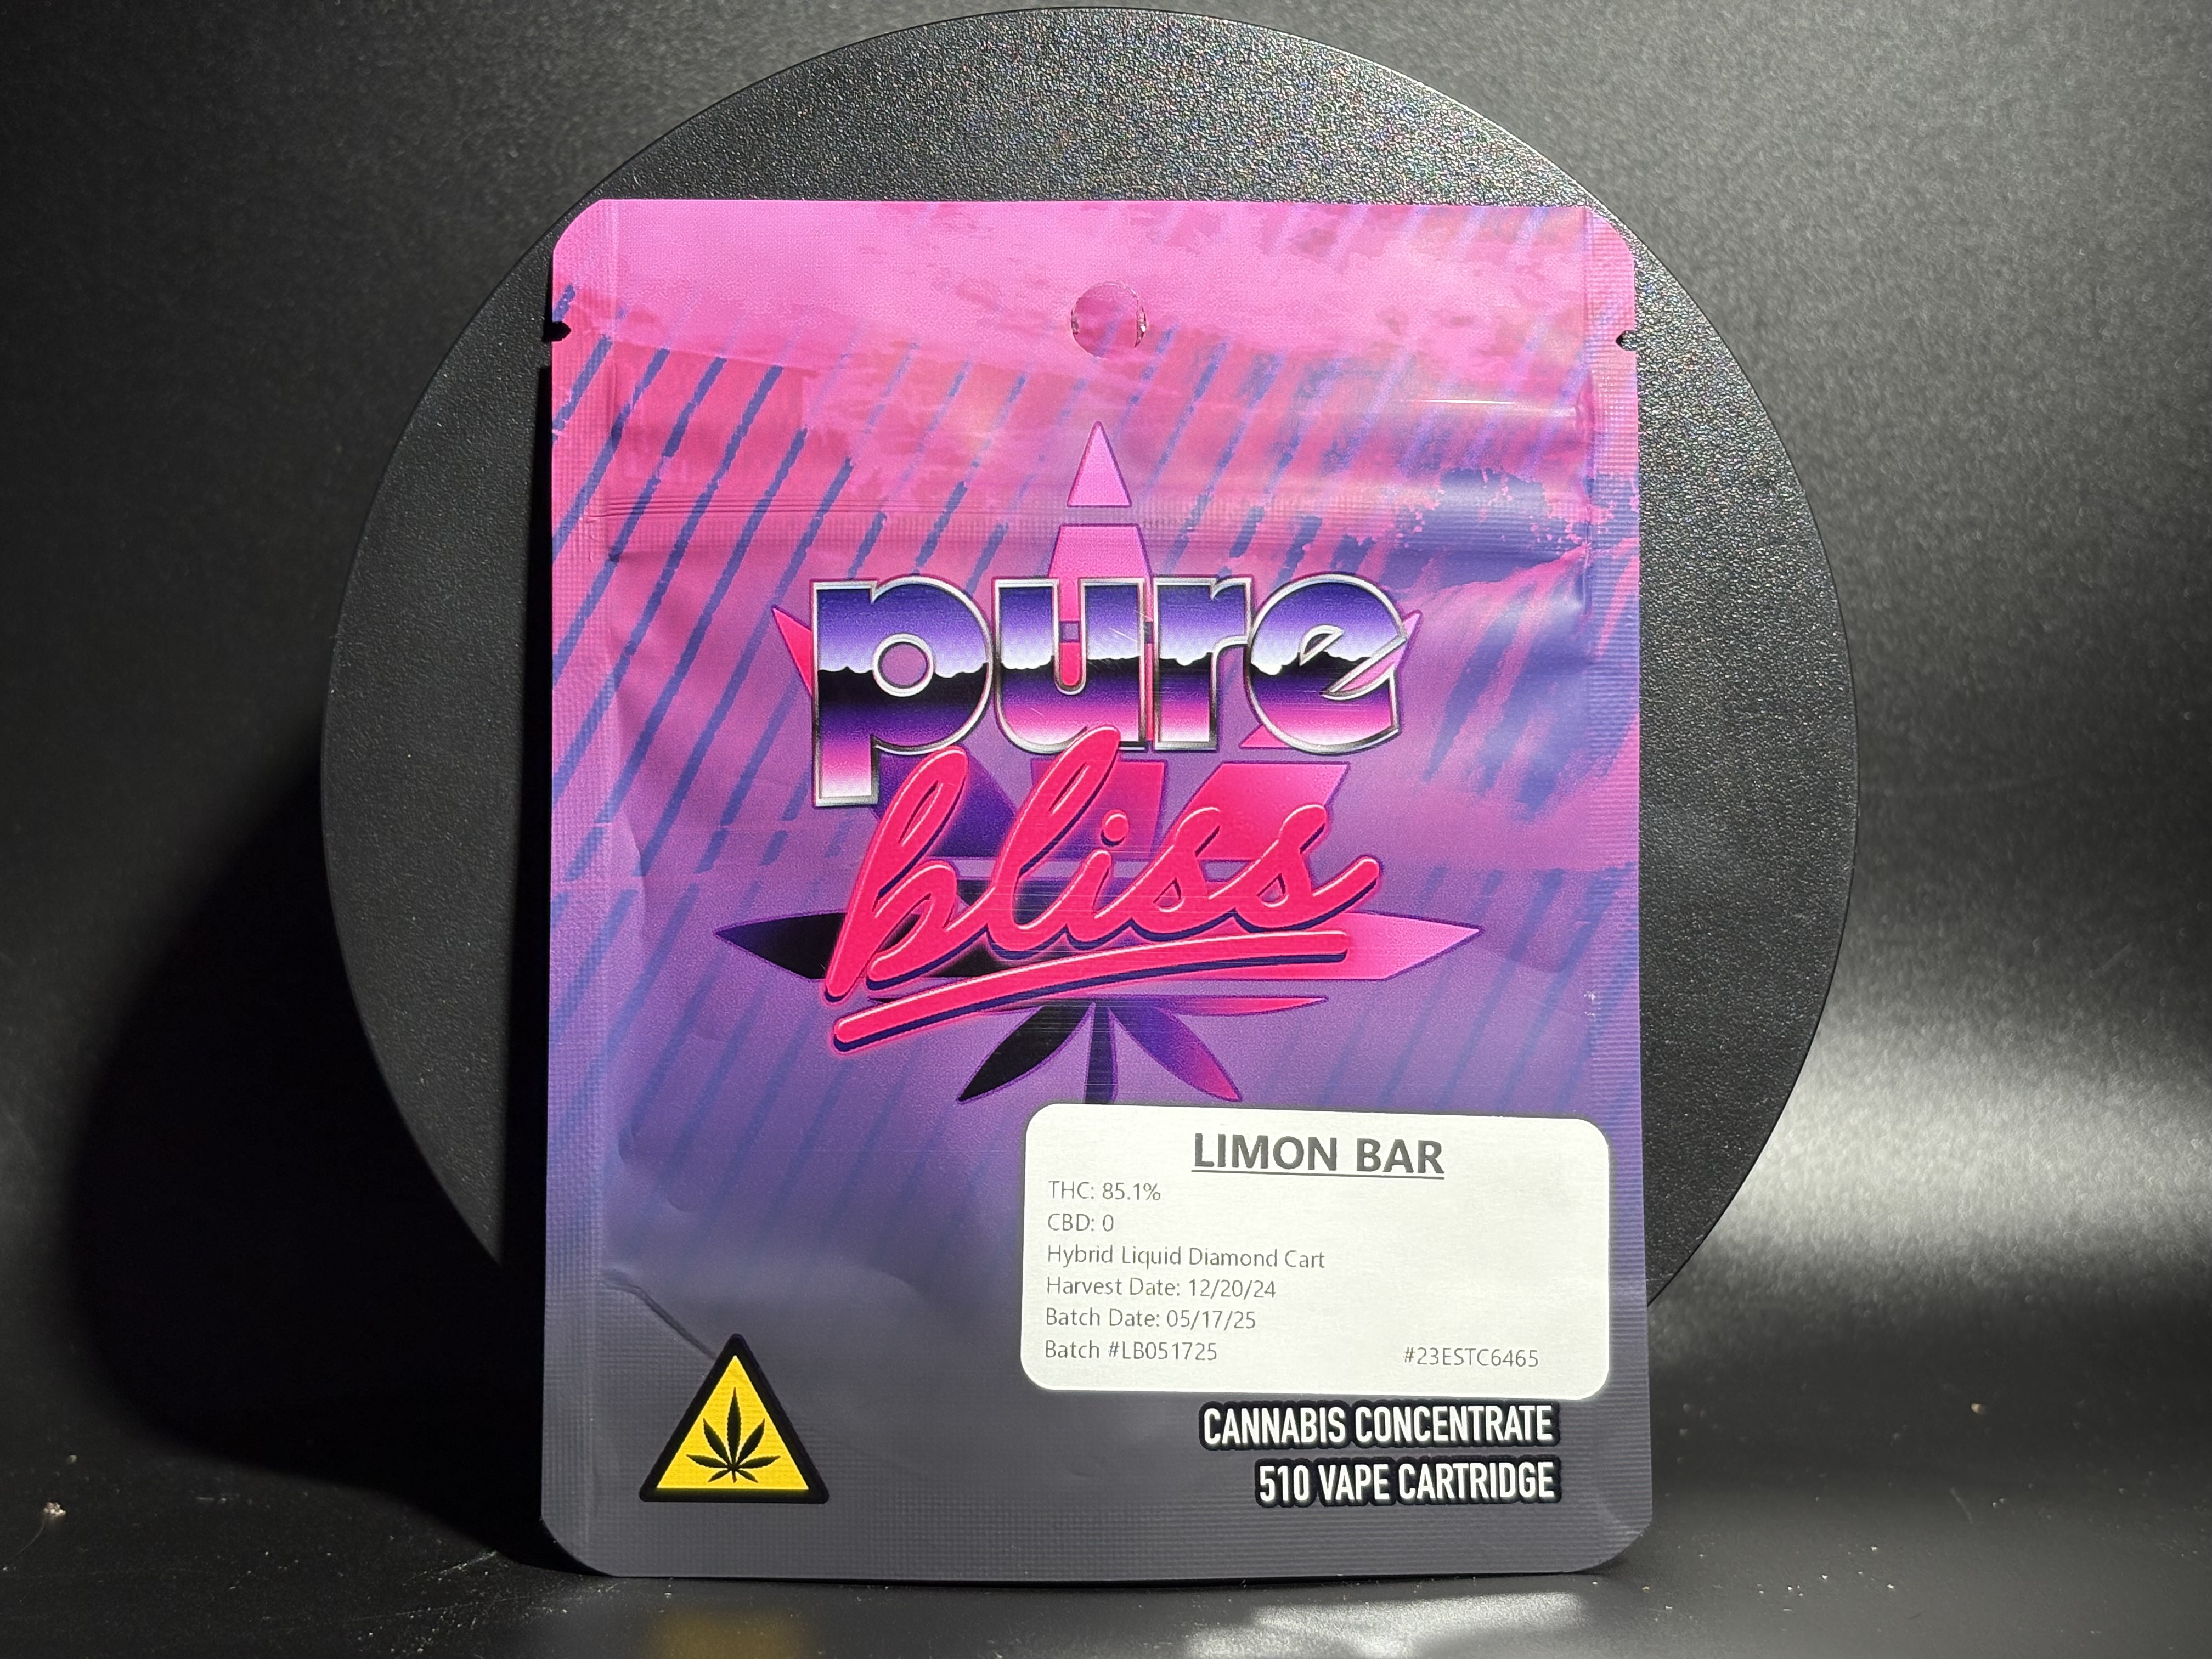 pure
bliss
LIMON BAR
THC: 85.1%
CBD: 0
Hybrid Liquid Diamond Cart
Harvest Date: 12/20/24
Batch Date: 05/17/25
Batch #LB051725 #23ESTC6465
CANNABIS CONCENTRATE
510 VAPE CARTRIDGE